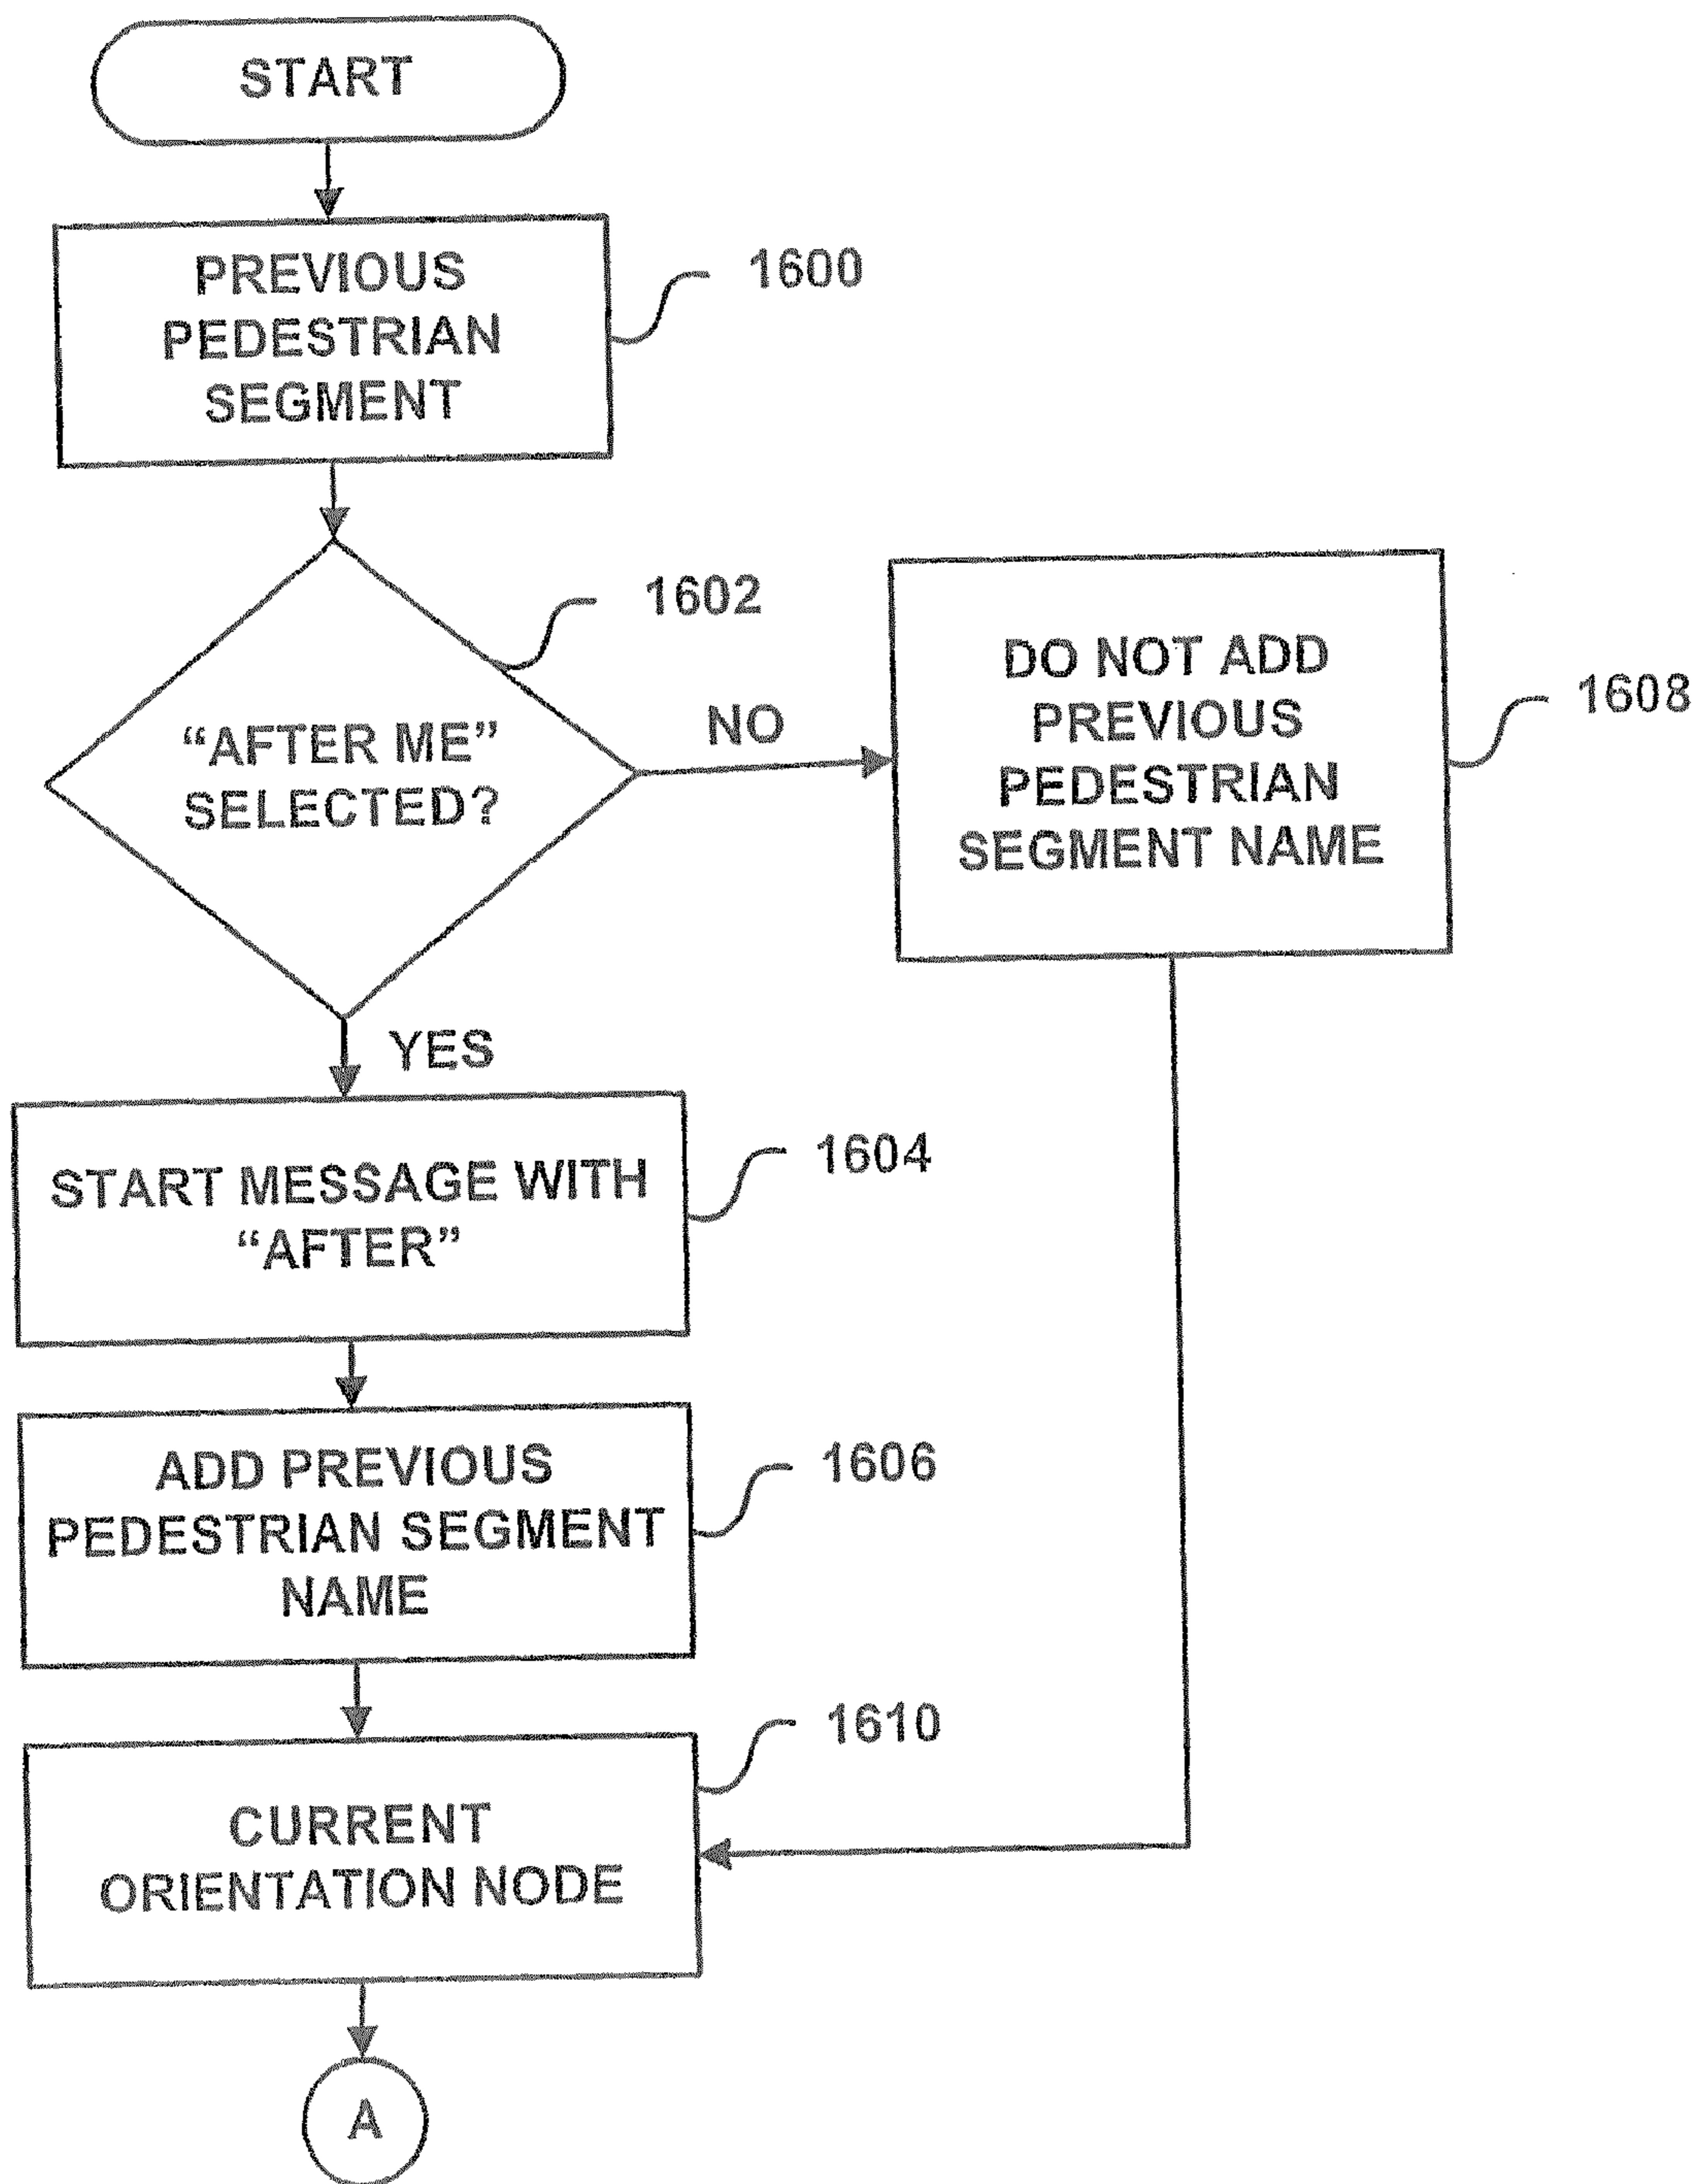 START
PREVIOUS
PEDESTRIAN
SEGMENT
1600
1602
"AFTER ME"
SELECTED?
NO
DO NOT ADD
PREVIOUS
PEDESTRIAN
SEGMENT NAME
1608
YES
START MESSAGE WITH
“AFTER”
1604
ADD PREVIOUS
PEDESTRIAN SEGMENT
NAME
1606
1610
CURRENT
ORIENTATION NODE
A